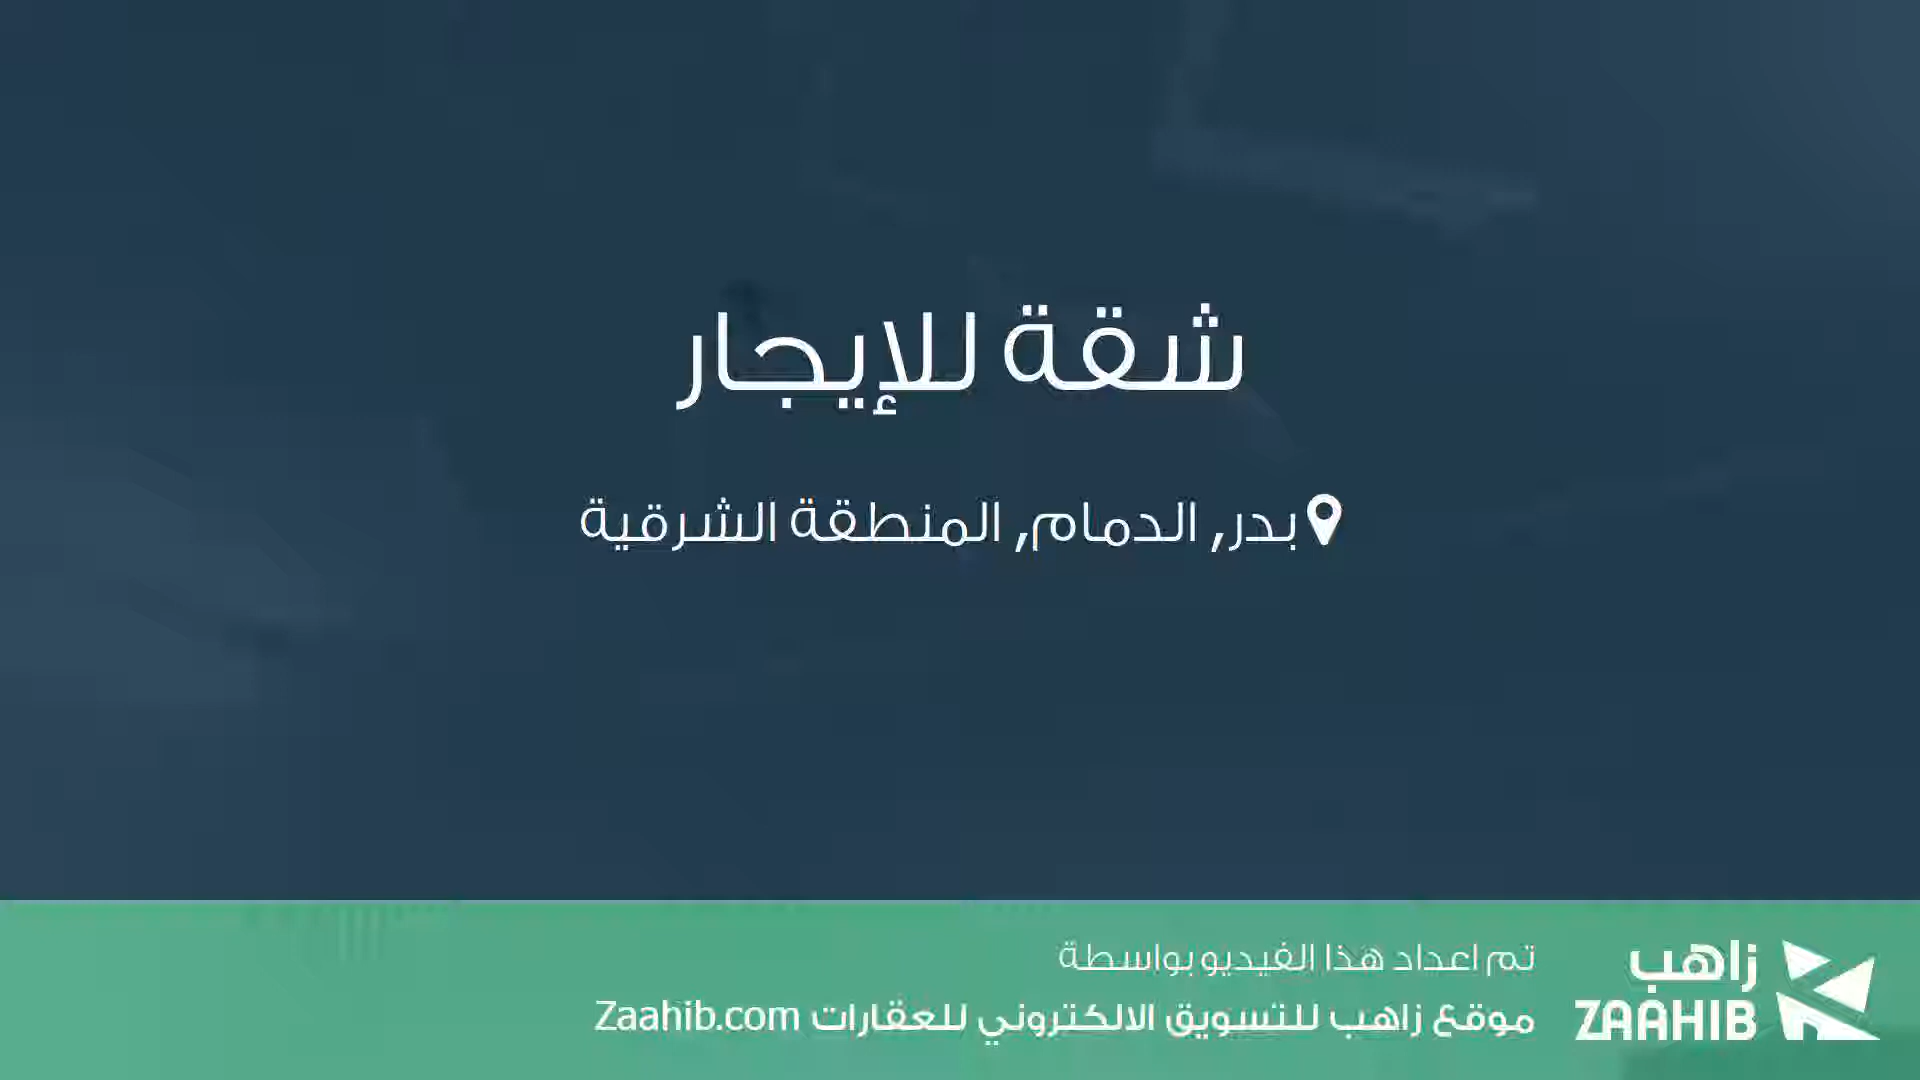 شقة للإيجار
بدر, الدمام, المنطقة الشرقية
زاهب
ZAAHIB
تم اعداد هذا الفيديو بواسطة
موقع زاهب للتسويق الالكتروني للعقارات Zaahib.com